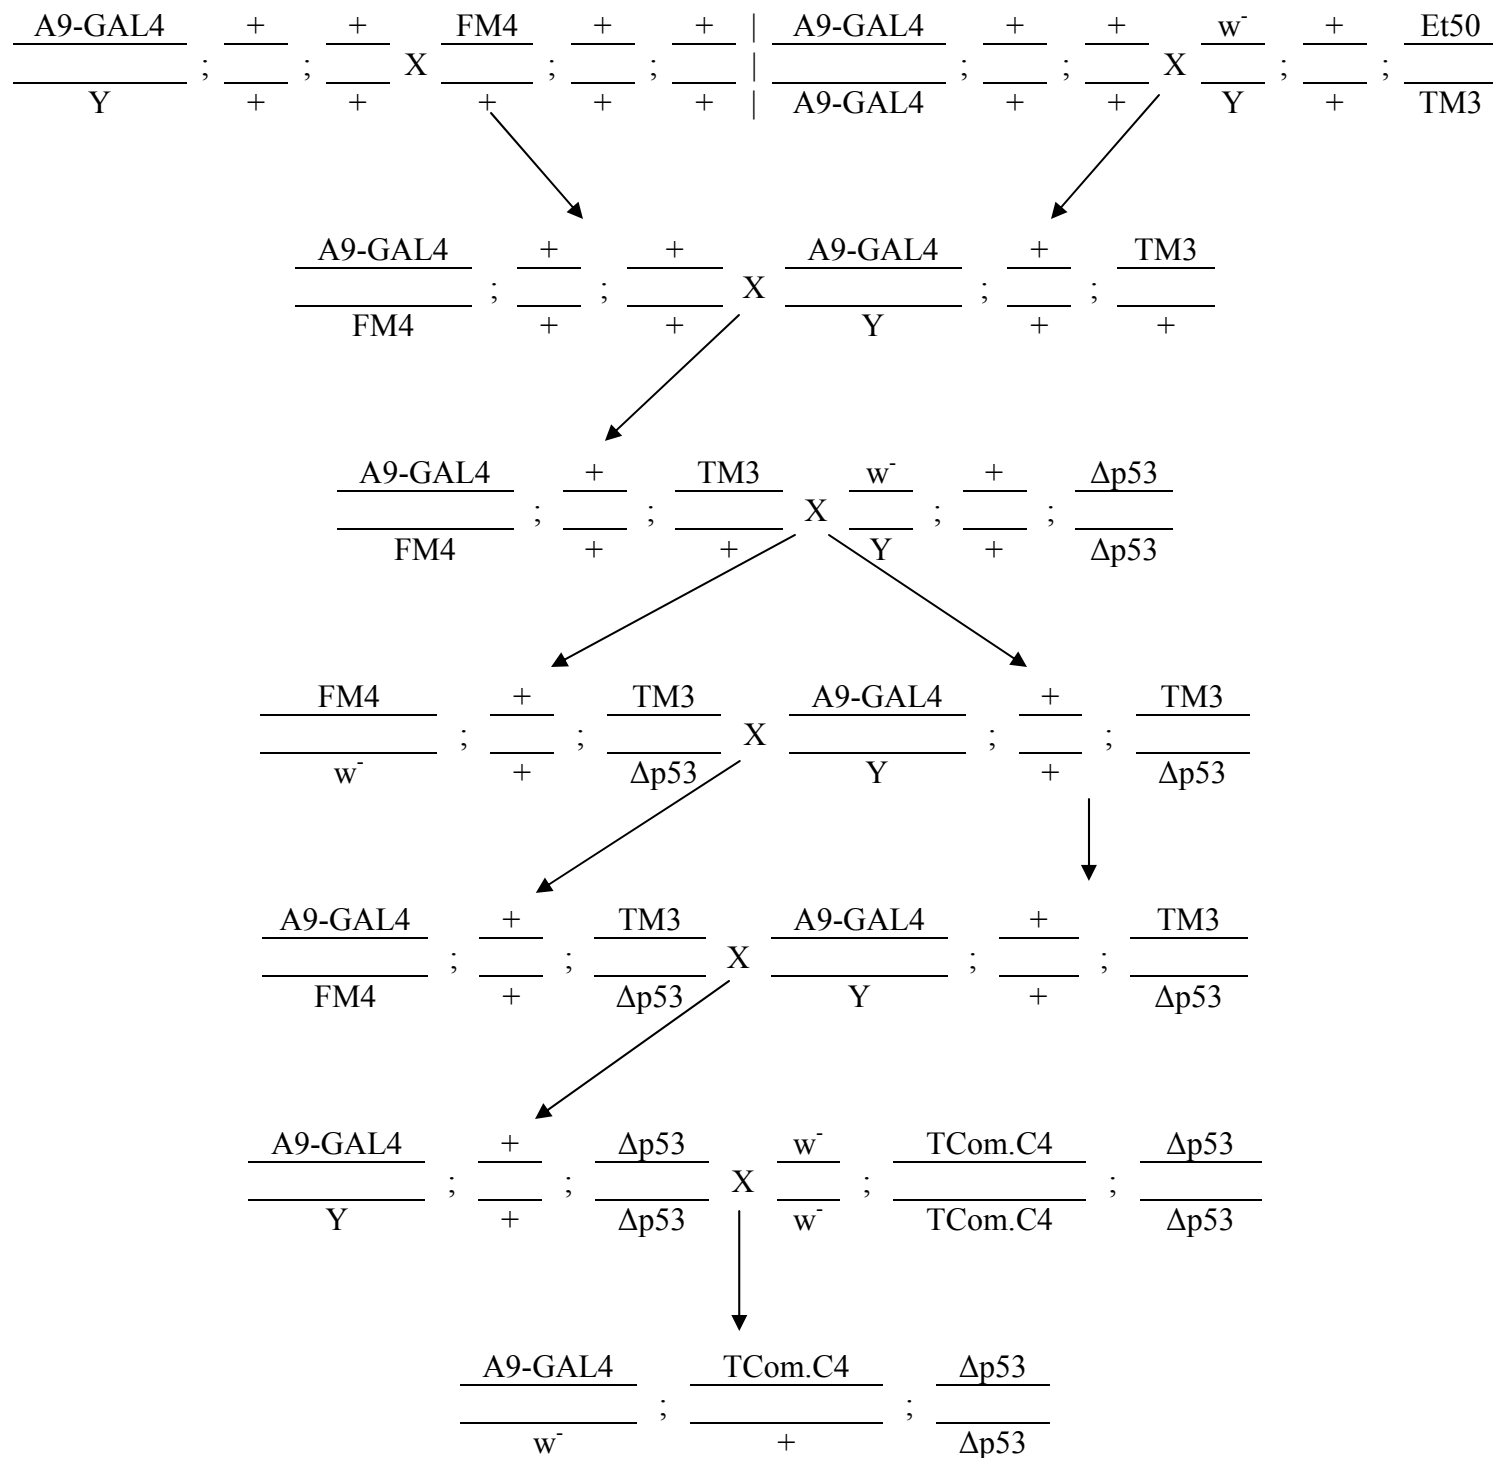 A9-GAL4 + + FM4 + + | A9-GAL4 + + w⁻ + Et50
; ; X ; ; | ; ; X ; ;
Y + + + + + | A9-GAL4 + + Y + TM3
A9-GAL4 + + A9-GAL4 + TM3
; ; X ; ;
FM4 + + Y + +
A9-GAL4 + TM3 w⁻ + Δp53
; ; X ; ;
FM4 + + Y + Δp53
FM4 + TM3 A9-GAL4 + TM3
; ; X ; ;
w⁻ + Δp53 Y + Δp53
A9-GAL4 + TM3 A9-GAL4 + TM3
; ; X ; ;
FM4 + Δp53 Y + Δp53
A9-GAL4 + Δp53 w⁻ TCom.C4 Δp53
; ; X ; ;
Y + Δp53 w⁻ TCom.C4 Δp53
A9-GAL4 TCom.C4 Δp53
; ;
w⁻ + Δp53